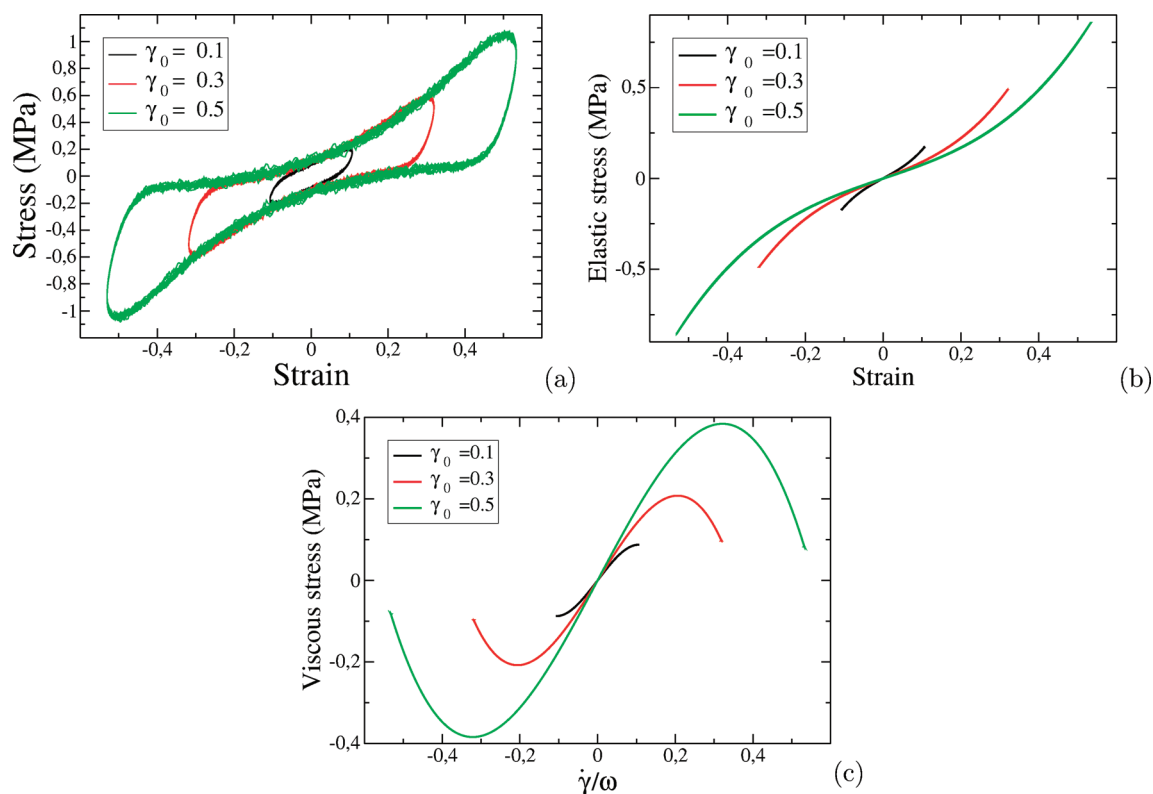 γ0 = 0.1
γ0 = 0.3
γ0 = 0.5
Stress (MPa)
1
0,8
0,6
0,4
0,2
0
-0,2
-0,4
-0,6
-0,8
-1
-0,4 -0,2 0 0,2 0,4
Strain
(a)
γ0 =0.1
γ0 =0.3
γ0 =0.5
Elastic stress (MPa)
0,5
0
-0,5
-0,4 -0,2 0 0,2 0,4
Strain
(b)
γ0 =0.1
γ0 =0.3
γ0 =0.5
Viscous stress (MPa)
0,4
0,2
0
-0,2
-0,4
-0,4 -0,2 0 0,2 0,4
γ̇/ω
(c)